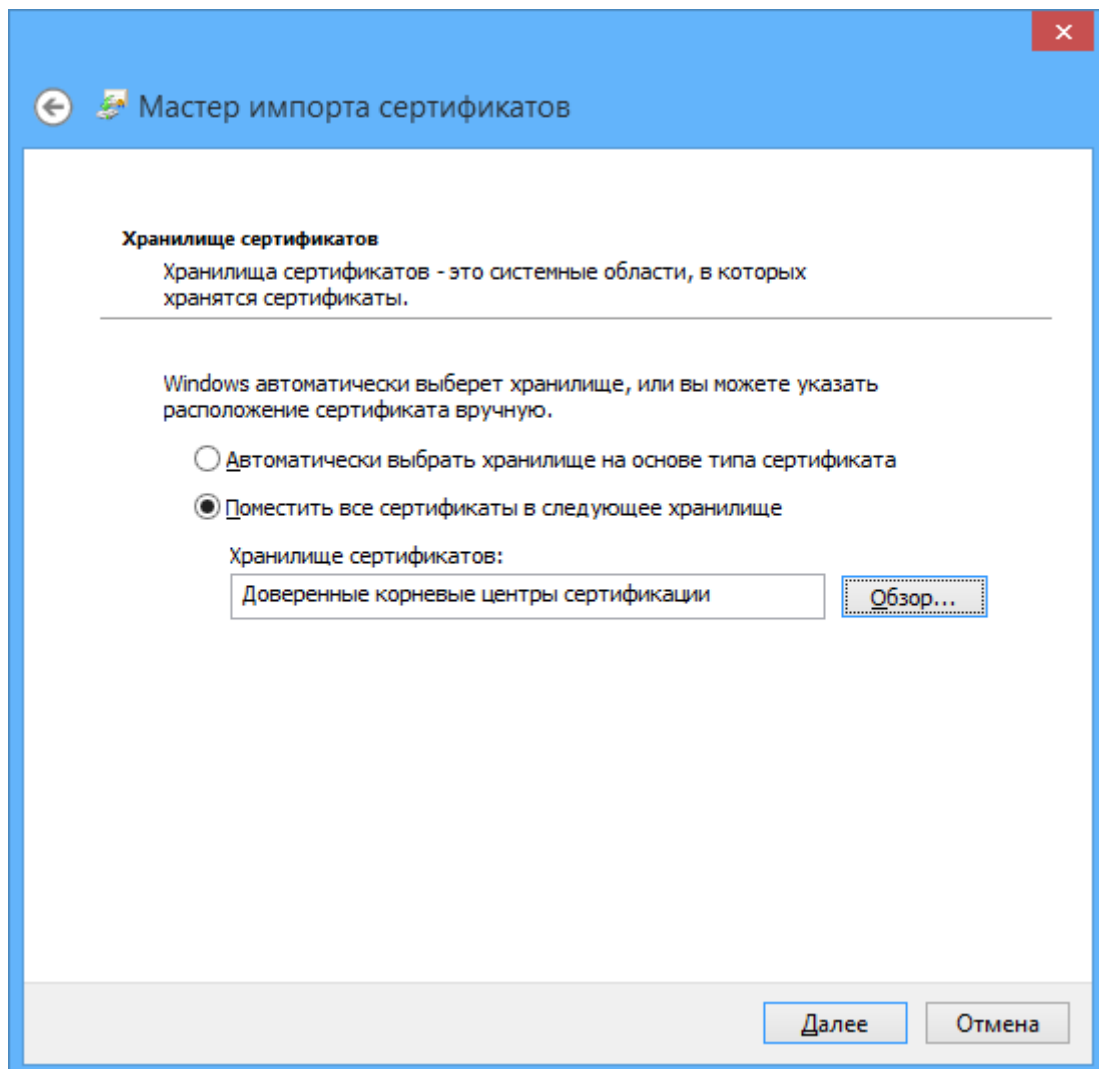 Мастер импорта сертификатов
Хранилище сертификатов
Хранилища сертификатов - это системные области, в которых
хранятся сертификаты.
Windows автоматически выберет хранилище, или вы можете указать
расположение сертификата вручную.
Автоматически выбрать хранилище на основе типа сертификата
Поместить все сертификаты в следующее хранилище
Хранилище сертификатов:
Доверенные корневые центры сертификации
Обзор...
Далее
Отмена